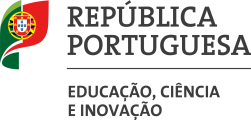 REPÚBLICA
PORTUGUESA
EDUCAÇÃO, CIÊNCIA
E INOVAÇÃO